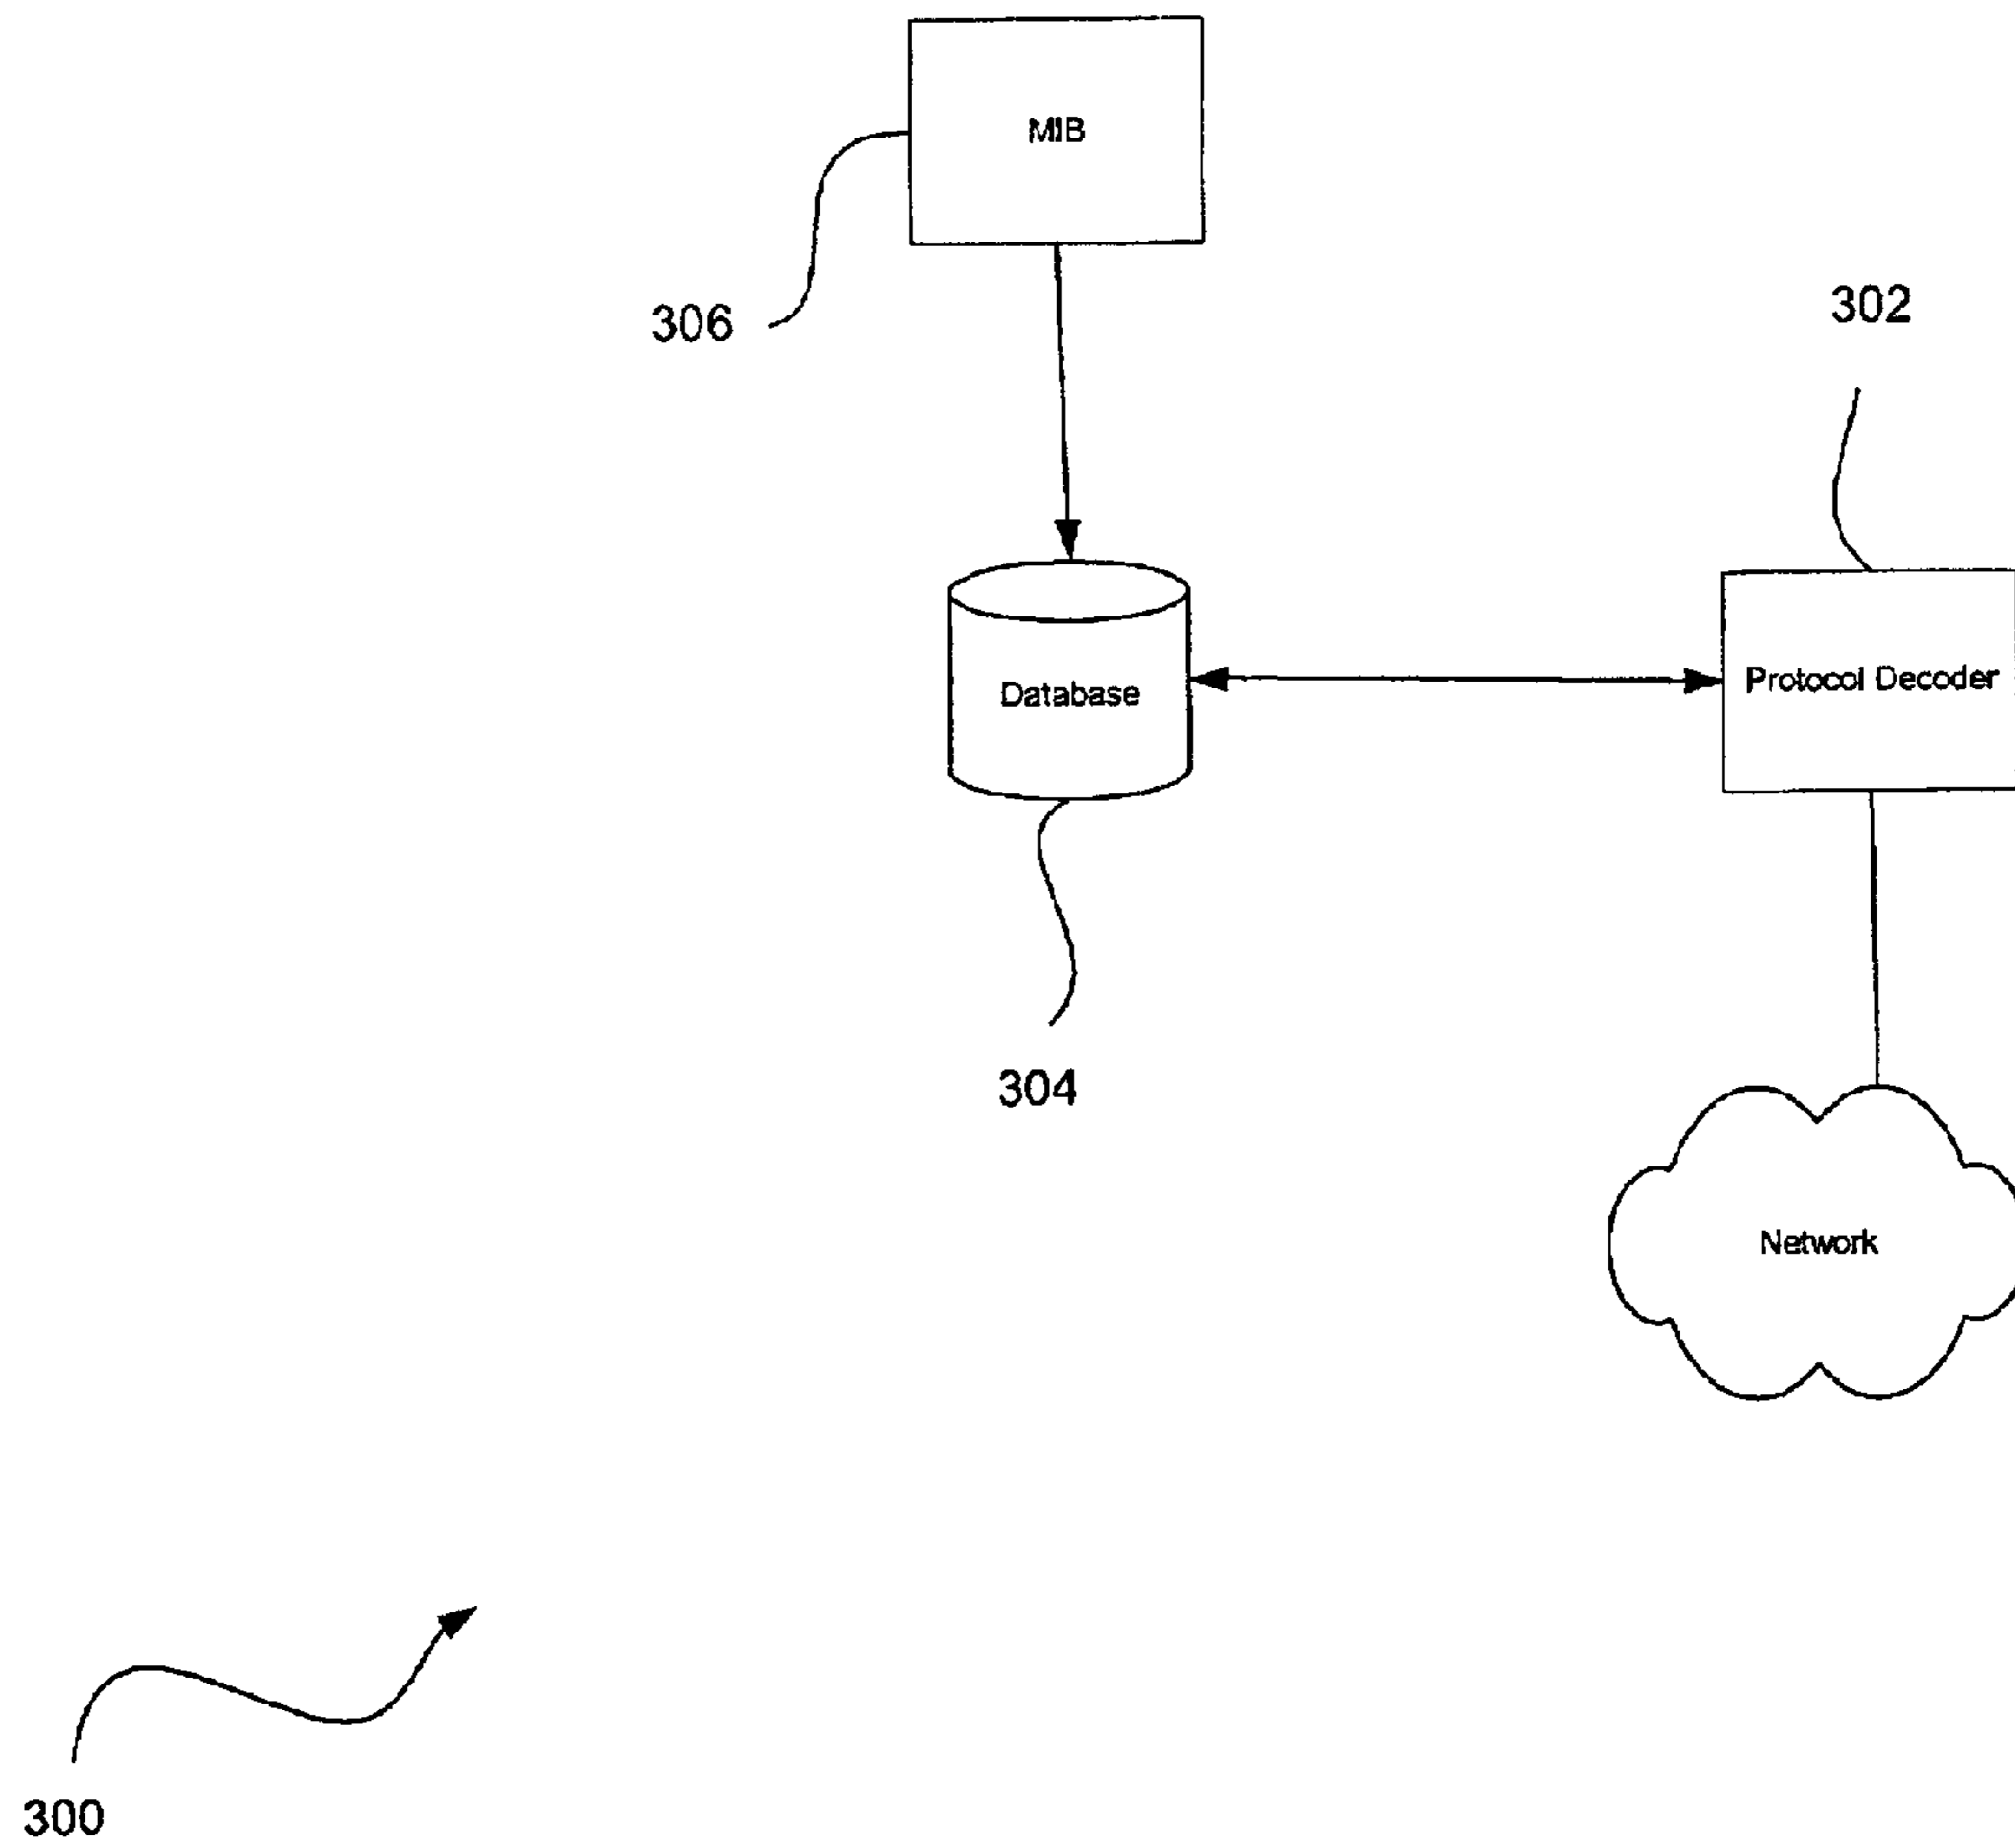 MIB
306
302
Database
Protocol Decoder
304
Network
300